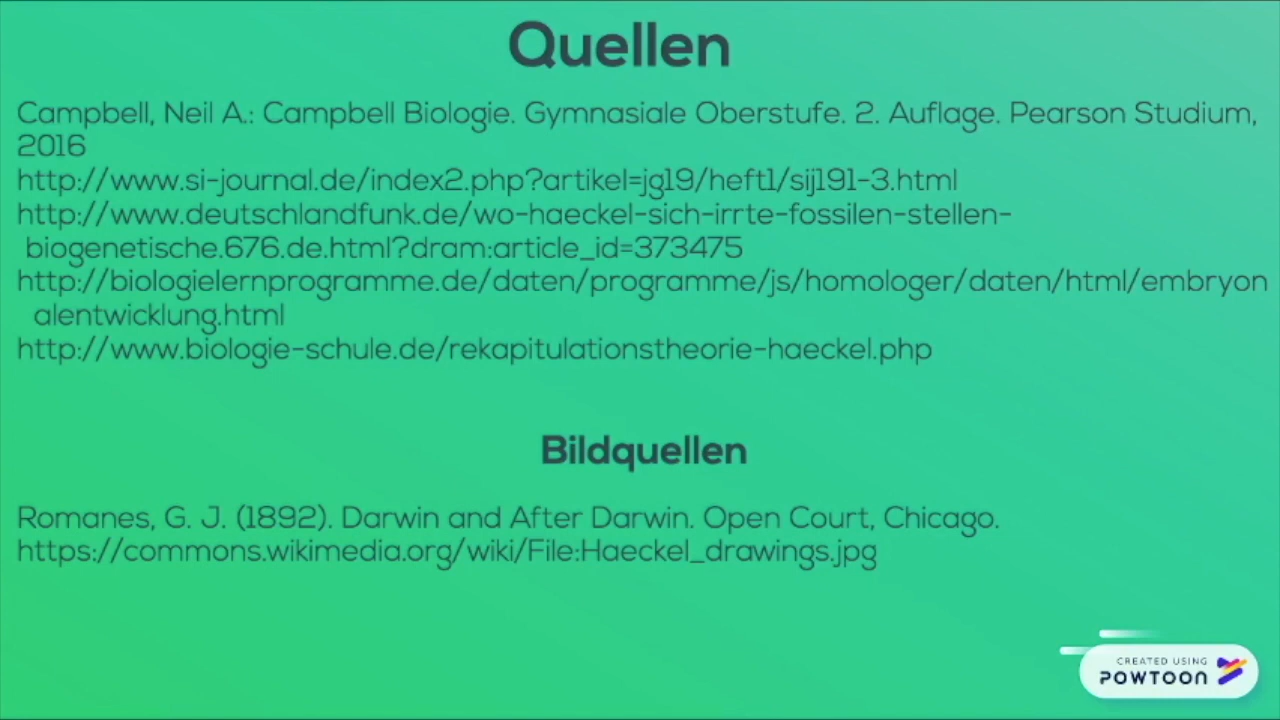 Quellen
Campbell, Neil A.: Campbell Biologie. Gymnasiale Oberstufe. 2. Auflage. Pearson Studium,
2016
http://www.si-journal.de/index2.php?artikel=jg19/heft1/sij191-3.html
http://www.deutschlandfunk.de/wo-haeckel-sich-irrte-fossilen-stellen-
biogenetische.676.de.html?dram:article_id=373475
http://biologielernprogramme.de/daten/programme/js/homologer/daten/html/embryon
alentwicklung.html
http://www.biologie-schule.de/rekapitulationstheorie-haeckel.php
Bildquellen
Romanes, G. J. (1892). Darwin and After Darwin. Open Court, Chicago.
https://commons.wikimedia.org/wiki/File:Haeckel_drawings.jpg
CREATED USING
POWTOON